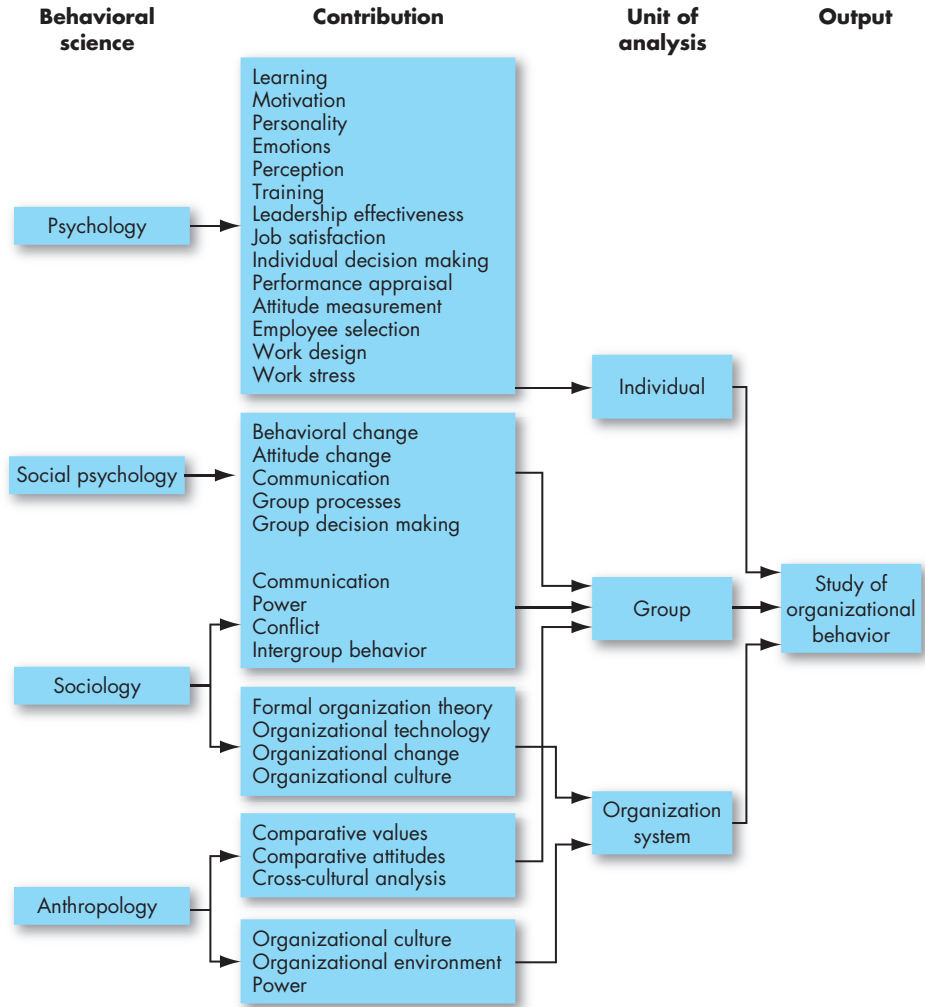 Behavioral
science
Contribution
Unit of
analysis
Output
Psychology
Learning
Motivation
Personality
Emotions
Perception
Training
Leadership effectiveness
Job satisfaction
Individual decision making
Performance appraisal
Attitude measurement
Employee selection
Work design
Work stress
Individual
Social psychology
Behavioral change
Attitude change
Communication
Group processes
Group decision making
Communication
Power
Conflict
Intergroup behavior
Group
Study of
organizational
behavior
Sociology
Formal organization theory
Organizational technology
Organizational change
Organizational culture
Organization
system
Comparative values
Comparative attitudes
Cross-cultural analysis
Anthropology
Organizational culture
Organizational environment
Power